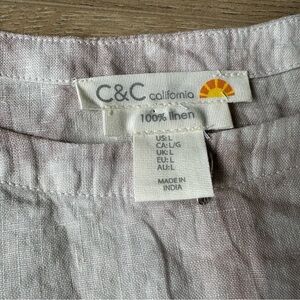 C&C california
100% linen
US: L
CA: L/G
UK: L
EU: L
AU: L
MADE IN
INDIA